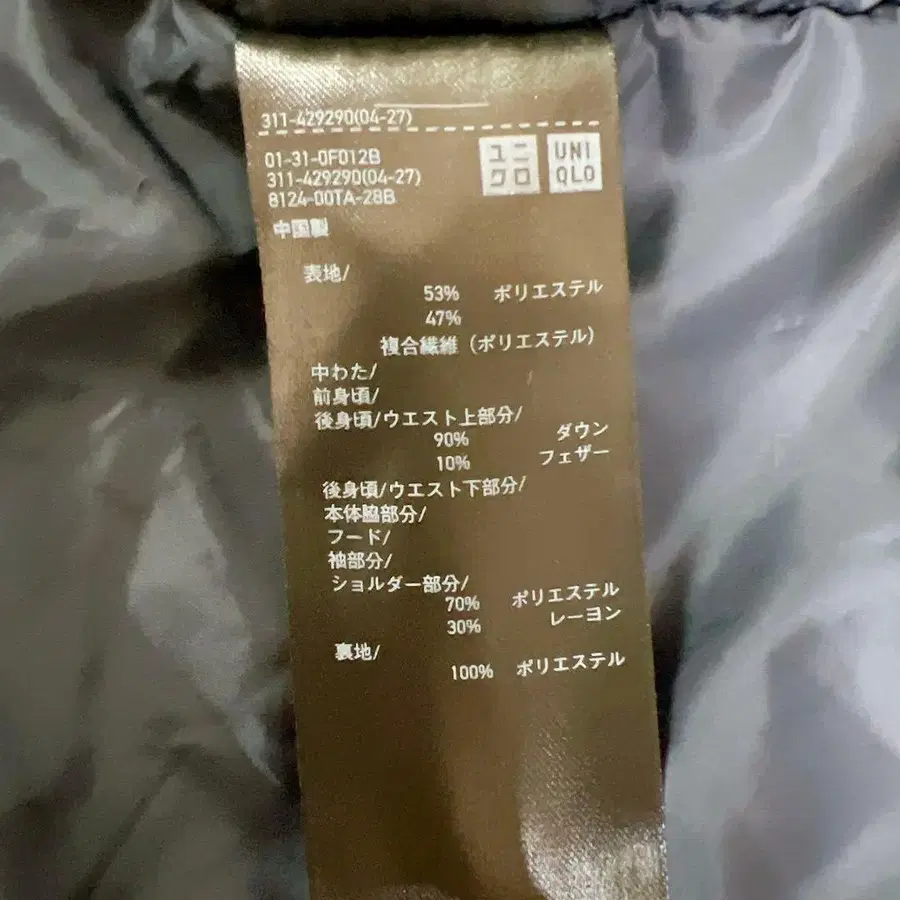 311-429290(04-27)
01-31-0F012B
311-429290(04-27)
8124-00TA-28B
ユニ
クロ
UNI
QLO
中国製
表地/
53% ポリエステル
47%
複合繊維（ポリエステル）
中わた/
前身頃/
後身頃/ウエスト上部分/
90% ダウン
10% フェザー
後身頃/ウエスト下部分/
本体脇部分/
フード/
袖部分/
ショルダー部分/
70% ポリエステル
30% レーヨン
裏地/
100% ポリエステル